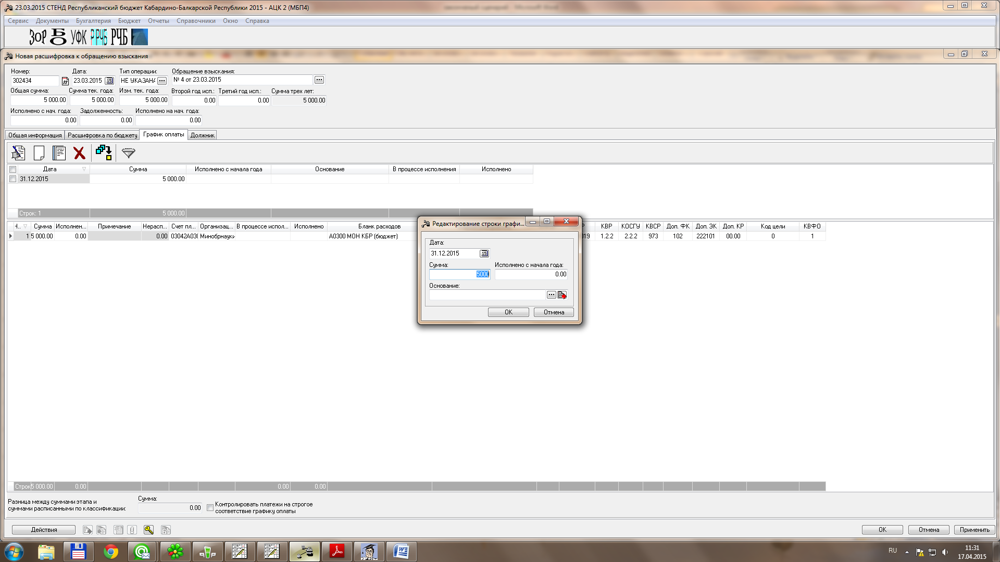 23.03.2015 СТЕНД Республиканский бюджет Кабардино-Балкарской Республики 2015 - АЦК 2 (МБП4)
Сервис Документы Бухгалтерия Бюджет Отчеты Справочники Окно Справка
ЗОР Б О УФК РРЧБ РЧБ
Новая расшифровка к обращению взыскания
Номер: Дата: Тип операции: Обращение взыскания:
302434 23.03.2015 15 НЕ УКАЗАНА ... № 4 от 23.03.2015 ...
Общая сумма: Сумма тек. года: Изм. тек. года: Второй год исп.: Третий год исп.: Сумма трех лет:
5 000.00 5 000.00 5 000.00 0.00 0.00 5 000.00
Исполнено с нач. года: Задолженность: Исполнено на нач. года:
0.00 0.00 0.00
Общая информация Расшифровка по бюджету График оплаты Должник
Дата Сумма Исполнено с начала года Основание В процессе исполнения Исполнено
31.12.2015 5 000.00
Строк: 1 5 000.00
Сумма Исполнен... Примечание Нерасп... Счет пл... Организац... В процессе испол... Исполнено Бланк расходов КВР КОСГУ КВСР Доп. ФК Доп. ЭК Доп. КР Код цели КВФО
1 5 000.00 0.00 0.00 03042А03( Минобрнауки А0300 МОН КБР (бюджет) 019 1.2.2 2.2.2 973 102 222101 00.00 0 1
Редактирование строки графи...
Дата:
31.12.2015 15
Сумма: Исполнено с начала года:
5000 0.00
Основание:
...
OK Отмена
Строк 5 000.00 0.00 0.00 0.00
Разница между суммами этапа и
суммами расписанными по классификации:
Сумма:
0.00
Контролировать платежи на строгое
соответствие графику оплаты
Действия OK Отмена Применить
RU 11:31
17.04.2015